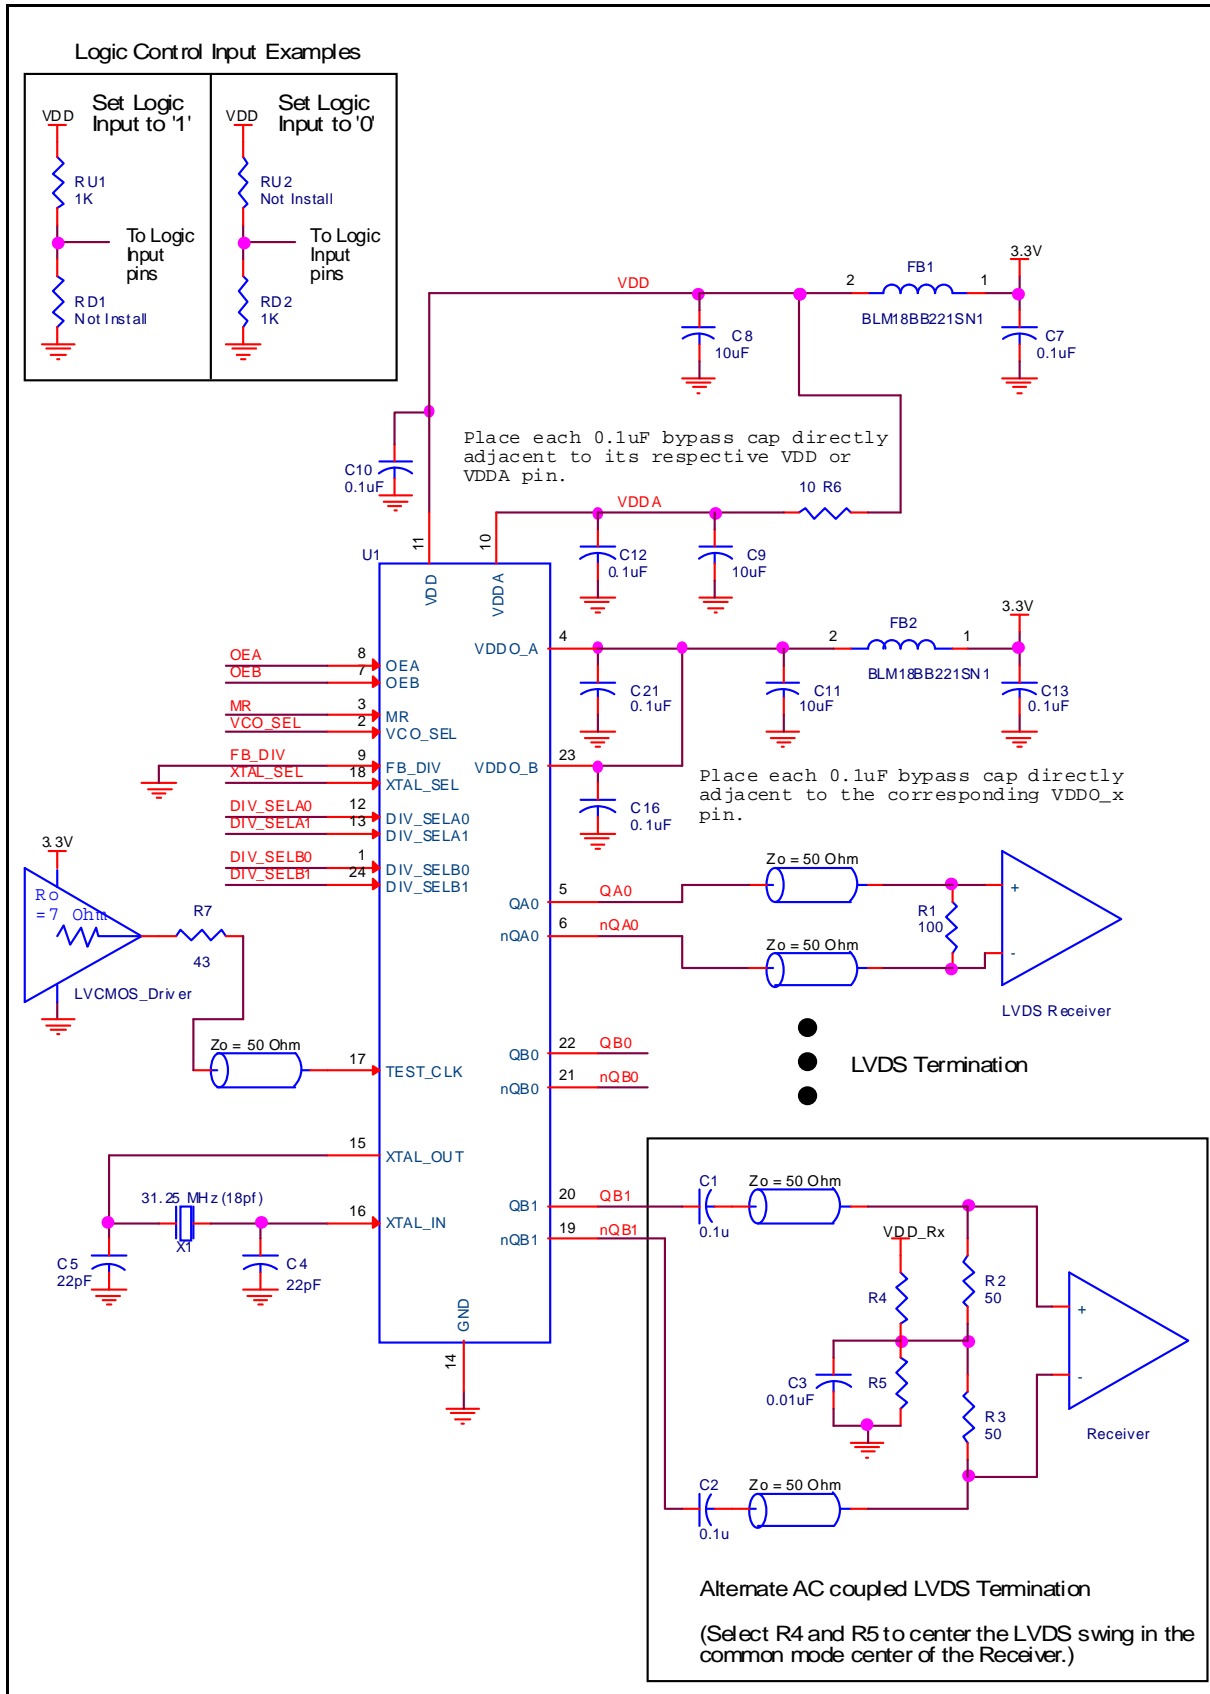 Logic Control Input Examples
Set Logic
Input to '1'
VDD
RU1
1K
To Logic
Input
pins
RD1
Not Install
Set Logic
Input to '0'
VDD
RU2
Not Install
To Logic
Input
pins
RD2
1K
VDD
2
FB1
1
BLM18BB221SN1
3.3V
C8
10uF
C7
0.1uF
C10
0.1uF
Place each 0.1uF bypass cap directly
adjacent to its respective VDD or
VDDA pin.
VDDA
10 R6
C12
0.1uF
C9
10uF
U1
11
10
VDD
VDDA
3.3V
4
VDDO_A
2
FB2
1
BLM18BB221SN1
C21
0.1uF
C11
10uF
C13
0.1uF
23
VDDO_B
C16
0.1uF
Place each 0.1uF bypass cap directly
adjacent to the corresponding VDDO_x
pin.
OEA
8
OEA
OEB
7
OEB
MR
3
MR
VCO_SEL
2
VCO_SEL
FB_DIV
9
FB_DIV
XTAL_SEL
18
XTAL_SEL
DIV_SELA0
12
DIV_SELA0
DIV_SELA1
13
DIV_SELA1
DIV_SELB0
1
DIV_SELB0
DIV_SELB1
24
DIV_SELB1
3.3V
Ro
=7 Ohm
R7
43
LVCMOS_Driver
Zo = 50 Ohm
17
TEST_CLK
QA0
5
QA0
Zo = 50 Ohm
nQA0
6
nQA0
Zo = 50 Ohm
R1
100
+
-
LVDS Receiver
QB0
22
QB0
nQB0
21
nQB0
LVDS Termination
15
XTAL_OUT
31.25 MHz (18pf)
X1
16
XTAL_IN
C5
22pF
C4
22pF
GND
14
QB1
20
QB1
nQB1
19
nQB1
C1
0.1u
Zo = 50 Ohm
VDD_Rx
R4
R2
50
C3
0.01uF
R5
R3
50
+
-
Receiver
C2
0.1u
Zo = 50 Ohm
Alternate AC coupled LVDS Termination
(Select R4 and R5 to center the LVDS swing in the
common mode center of the Receiver.)